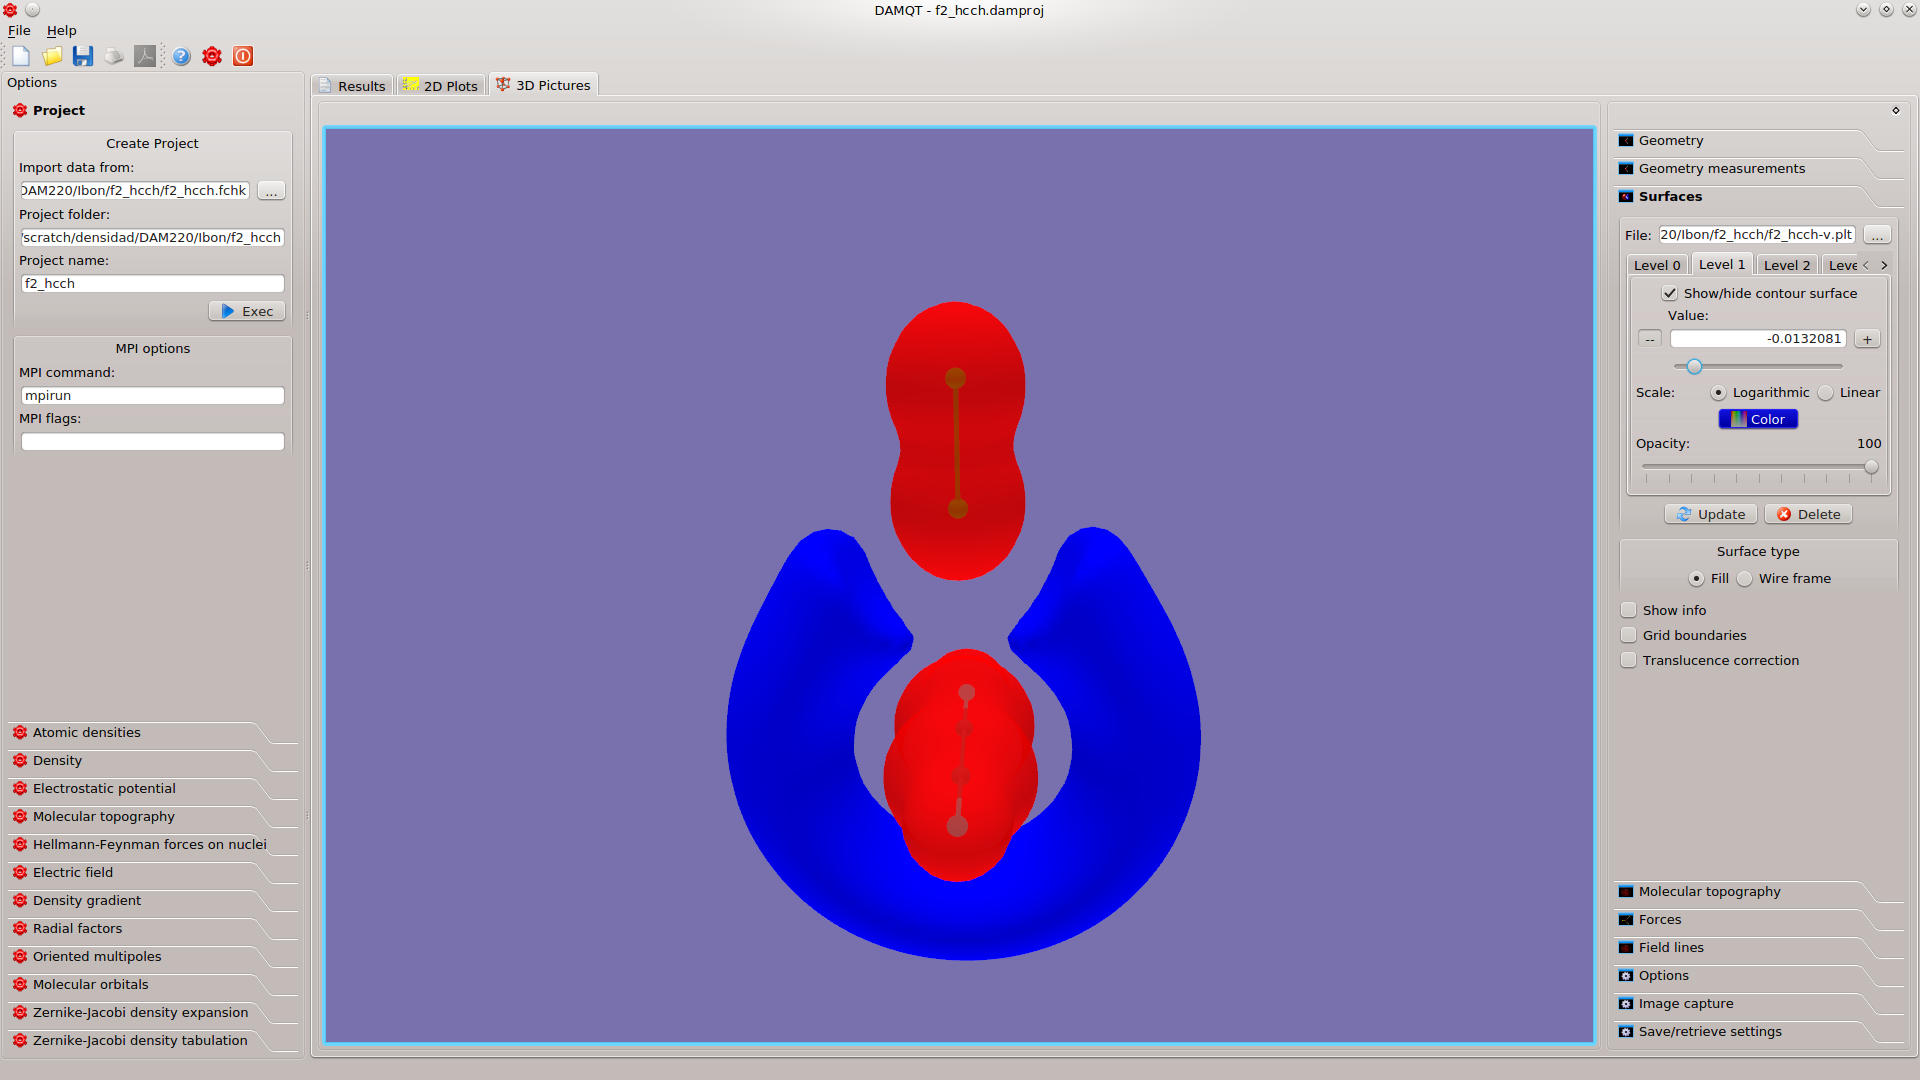 DAMQT - f2_hcch.damproj
File Help
Options
Project
Create Project
Import data from:
DAM220/Ibon/f2_hcch/f2_hcch.fchk ...
Project folder:
/scratch/densidad/DAM220/Ibon/f2_hcch
Project name:
f2_hcch
Exec
MPI options
MPI command:
mpirun
MPI flags:
Atomic densities
Density
Electrostatic potential
Molecular topography
Hellmann-Feynman forces on nuclei
Electric field
Density gradient
Radial factors
Oriented multipoles
Molecular orbitals
Zernike-Jacobi density expansion
Zernike-Jacobi density tabulation
Results 2D Plots 3D Pictures
Geometry
Geometry measurements
Surfaces
File: 20/Ibon/f2_hcch/f2_hcch-v.plt ...
Level 0 Level 1 Level 2 Leve < >
Show/hide contour surface
Value:
-- -0.0132081 +
Scale: Logarithmic Linear
Color
Opacity: 100
Update Delete
Surface type
Fill Wire frame
Show info
Grid boundaries
Translucence correction
Molecular topography
Forces
Field lines
Options
Image capture
Save/retrieve settings